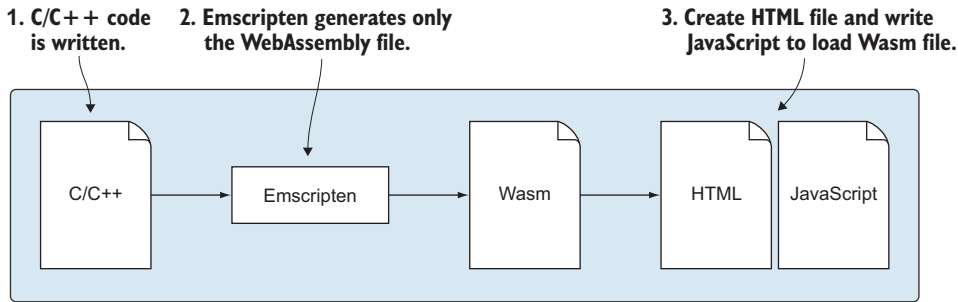 1. C/C++ code
is written.
2. Emscripten generates only
the WebAssembly file.
3. Create HTML file and write
JavaScript to load Wasm file.
C/C++
Emscripten
Wasm
HTML
JavaScript